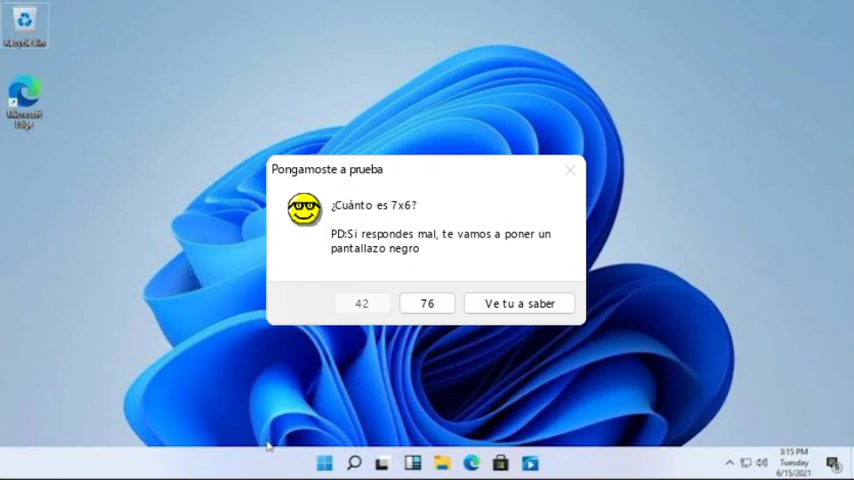 Recycle Bin
Microsoft
Edge
Pongamoste a prueba
¿Cuánto es 7x6?
PD:Si respondes mal, te vamos a poner un
pantallazo negro
42
76
Ve tu a saber
3:15 PM
Tuesday
6/15/2021